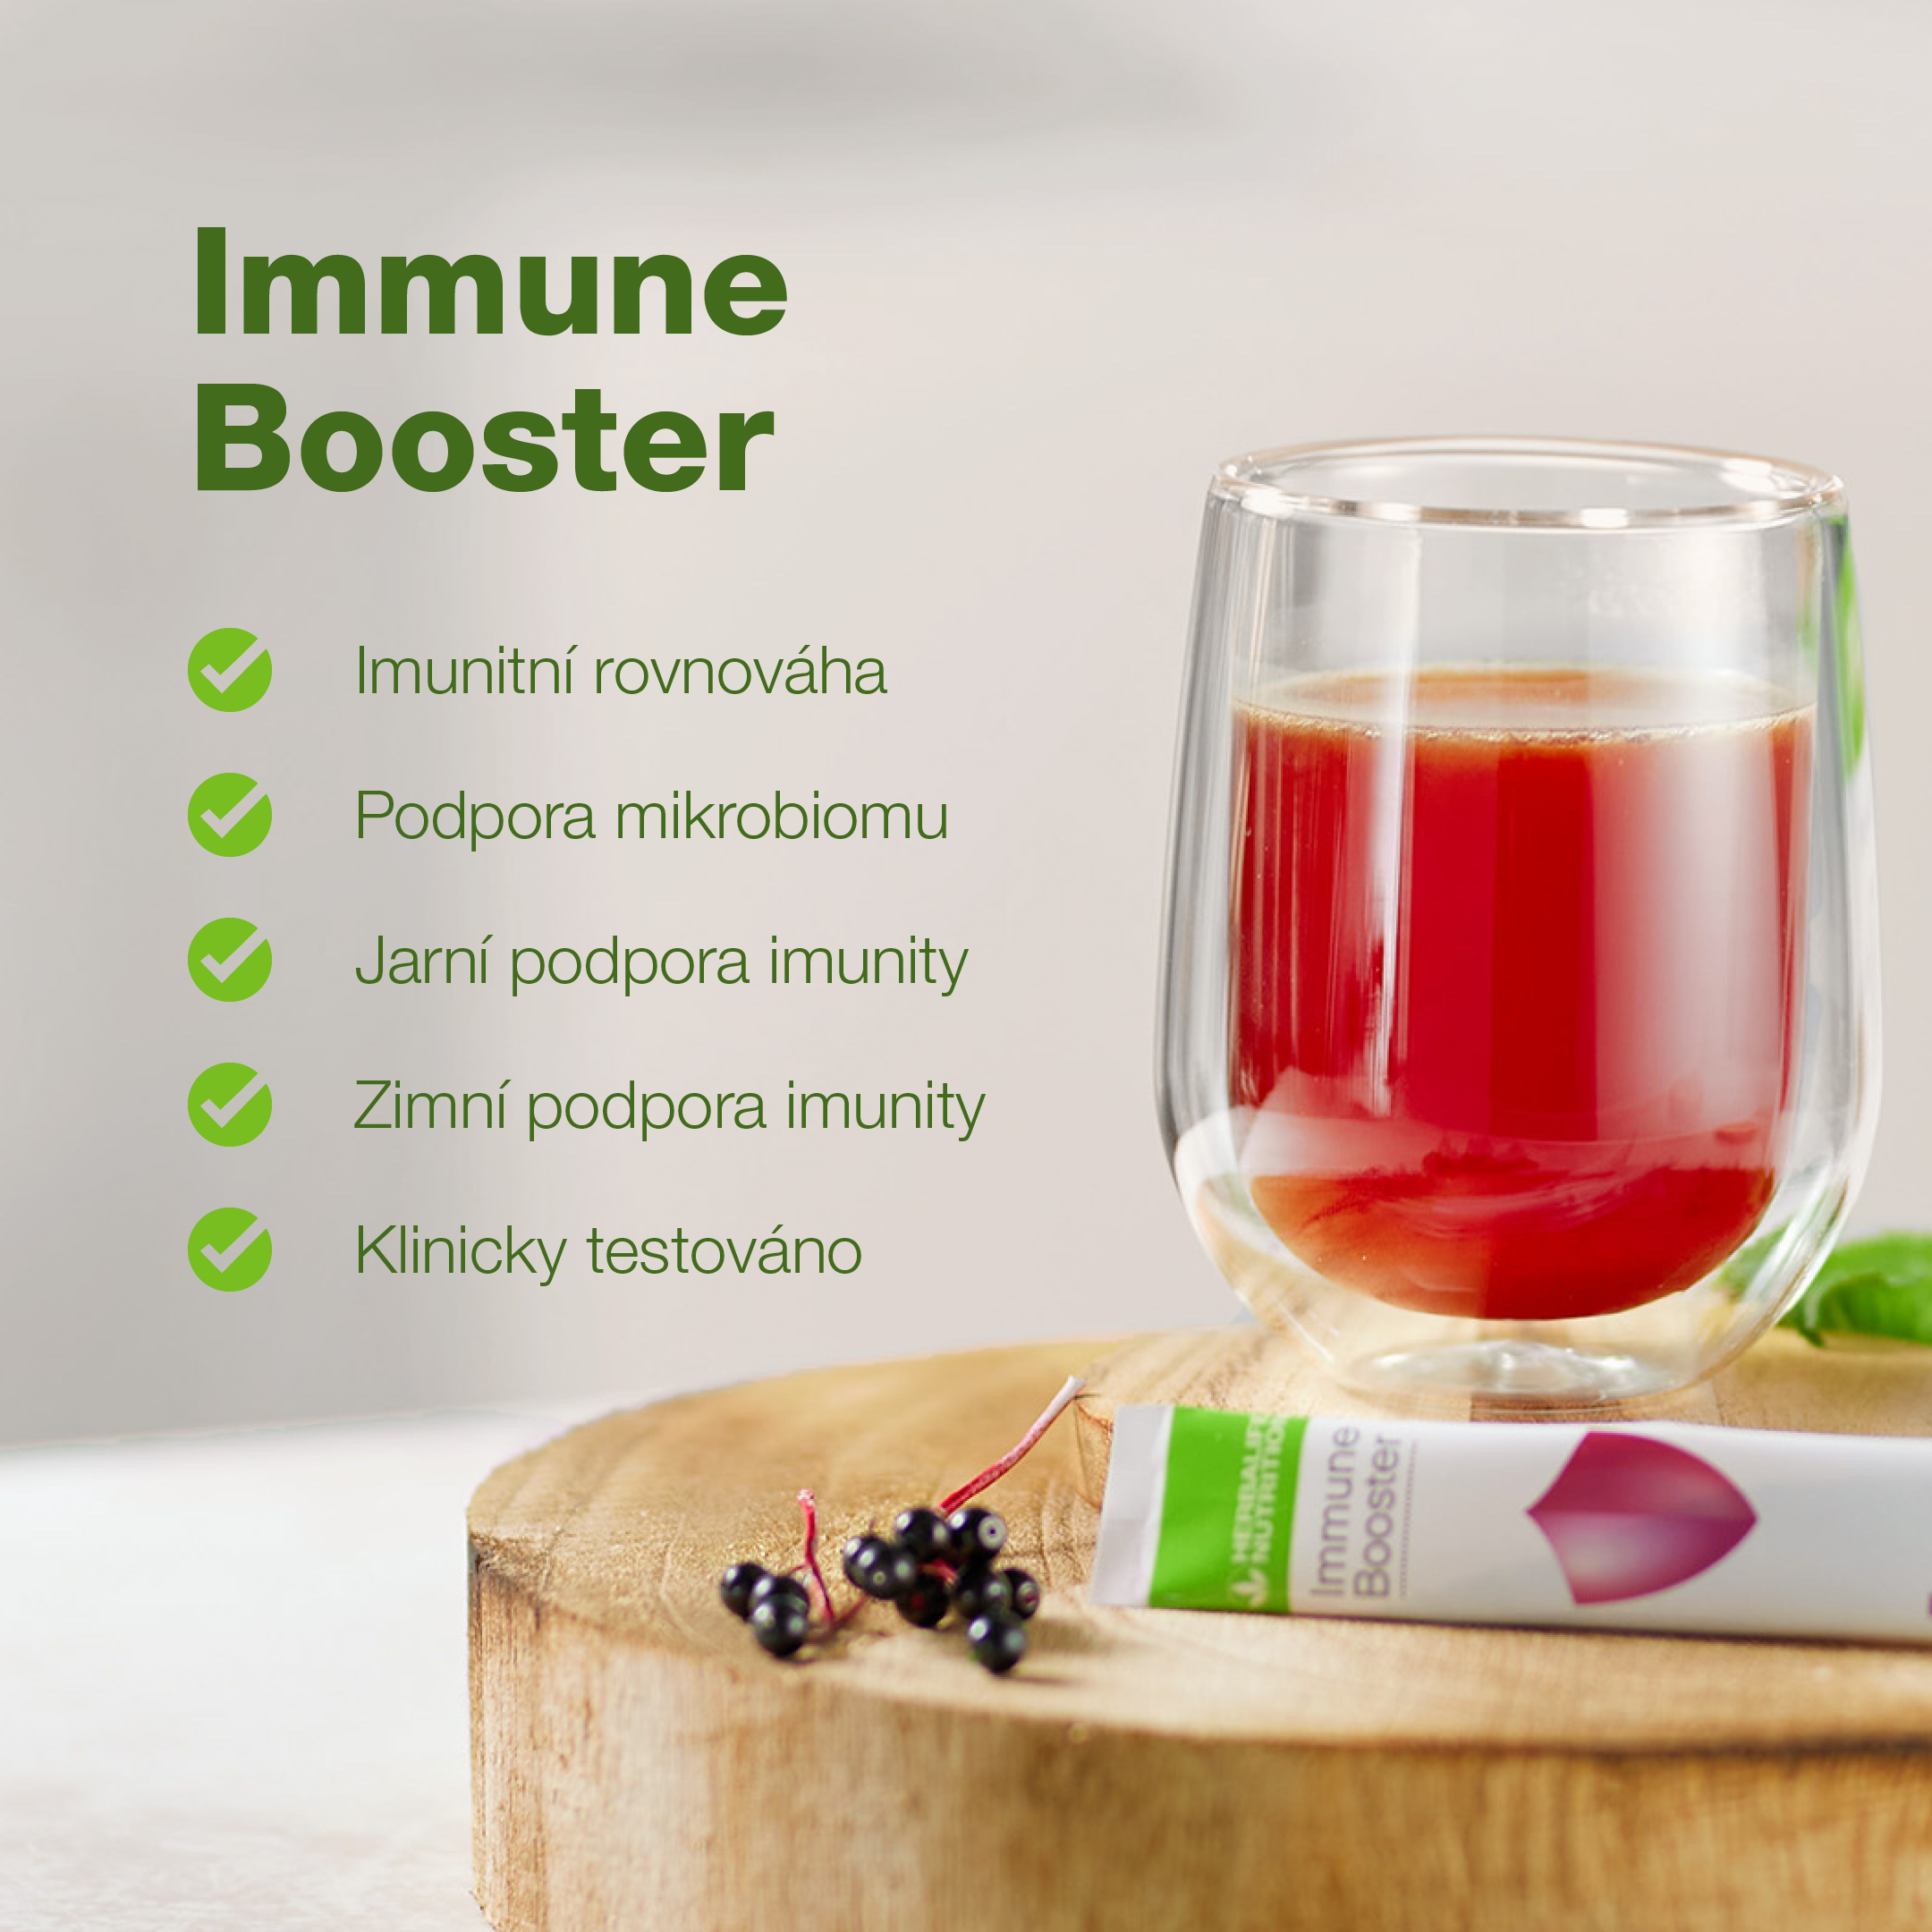 Immune
Booster
Imunitní rovnováha
Podpora mikrobiomu
Jarní podpora imunity
Zimní podpora imunity
Klinicky testováno
HERBALIFE
NUTRITION
Immune
Booster